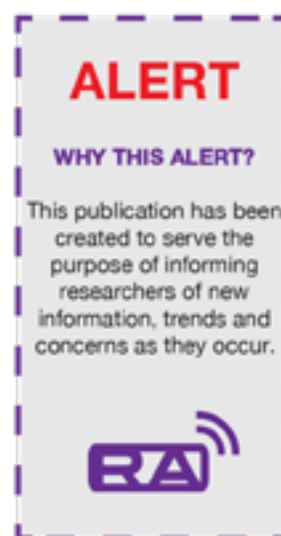 ALERT
WHY THIS ALERT?
This publication has been
created to serve the
purpose of informing
researchers of new
information, trends and
concerns as they occur.
RA